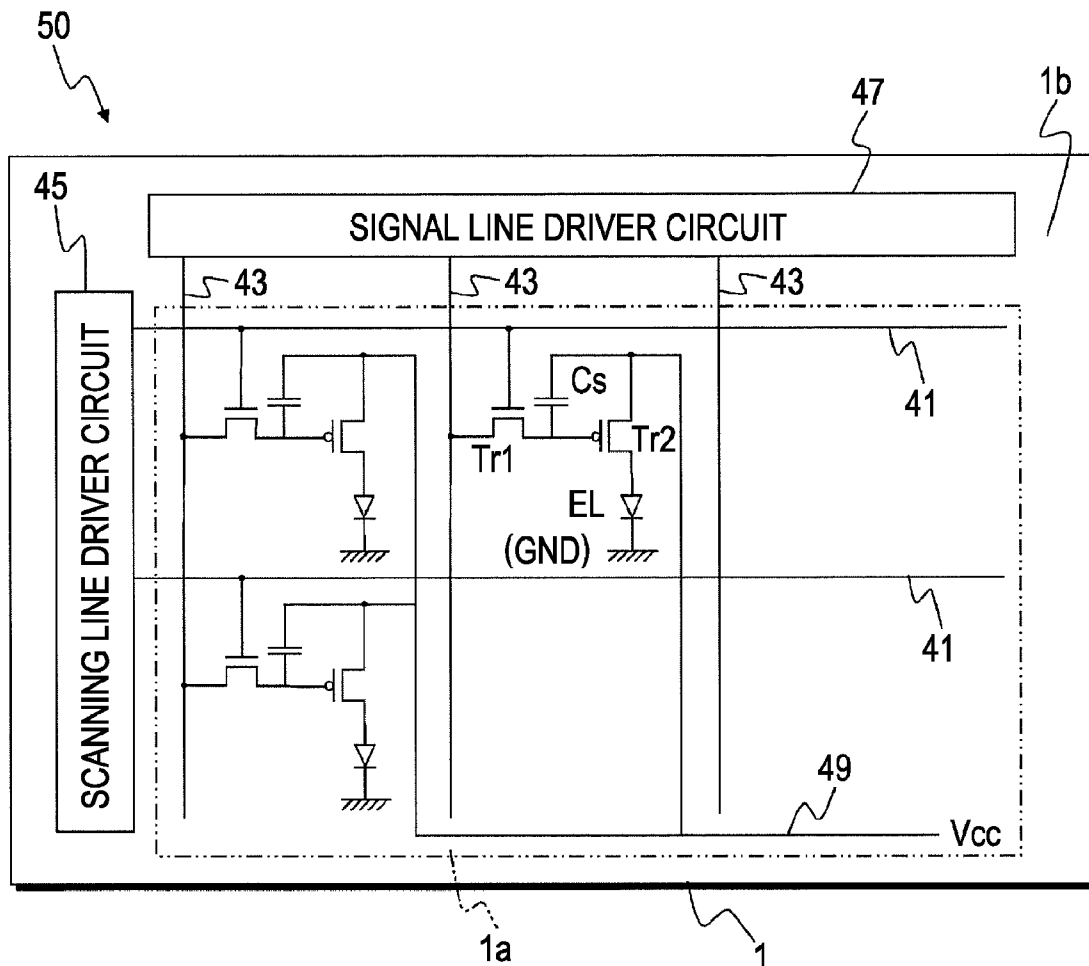 50
1b
47
45
SIGNAL LINE DRIVER CIRCUIT
43
43
43
SCANNING LINE DRIVER CIRCUIT
Cs
41
Tr1
Tr2
EL
(GND)
41
49
Vcc
1a
1